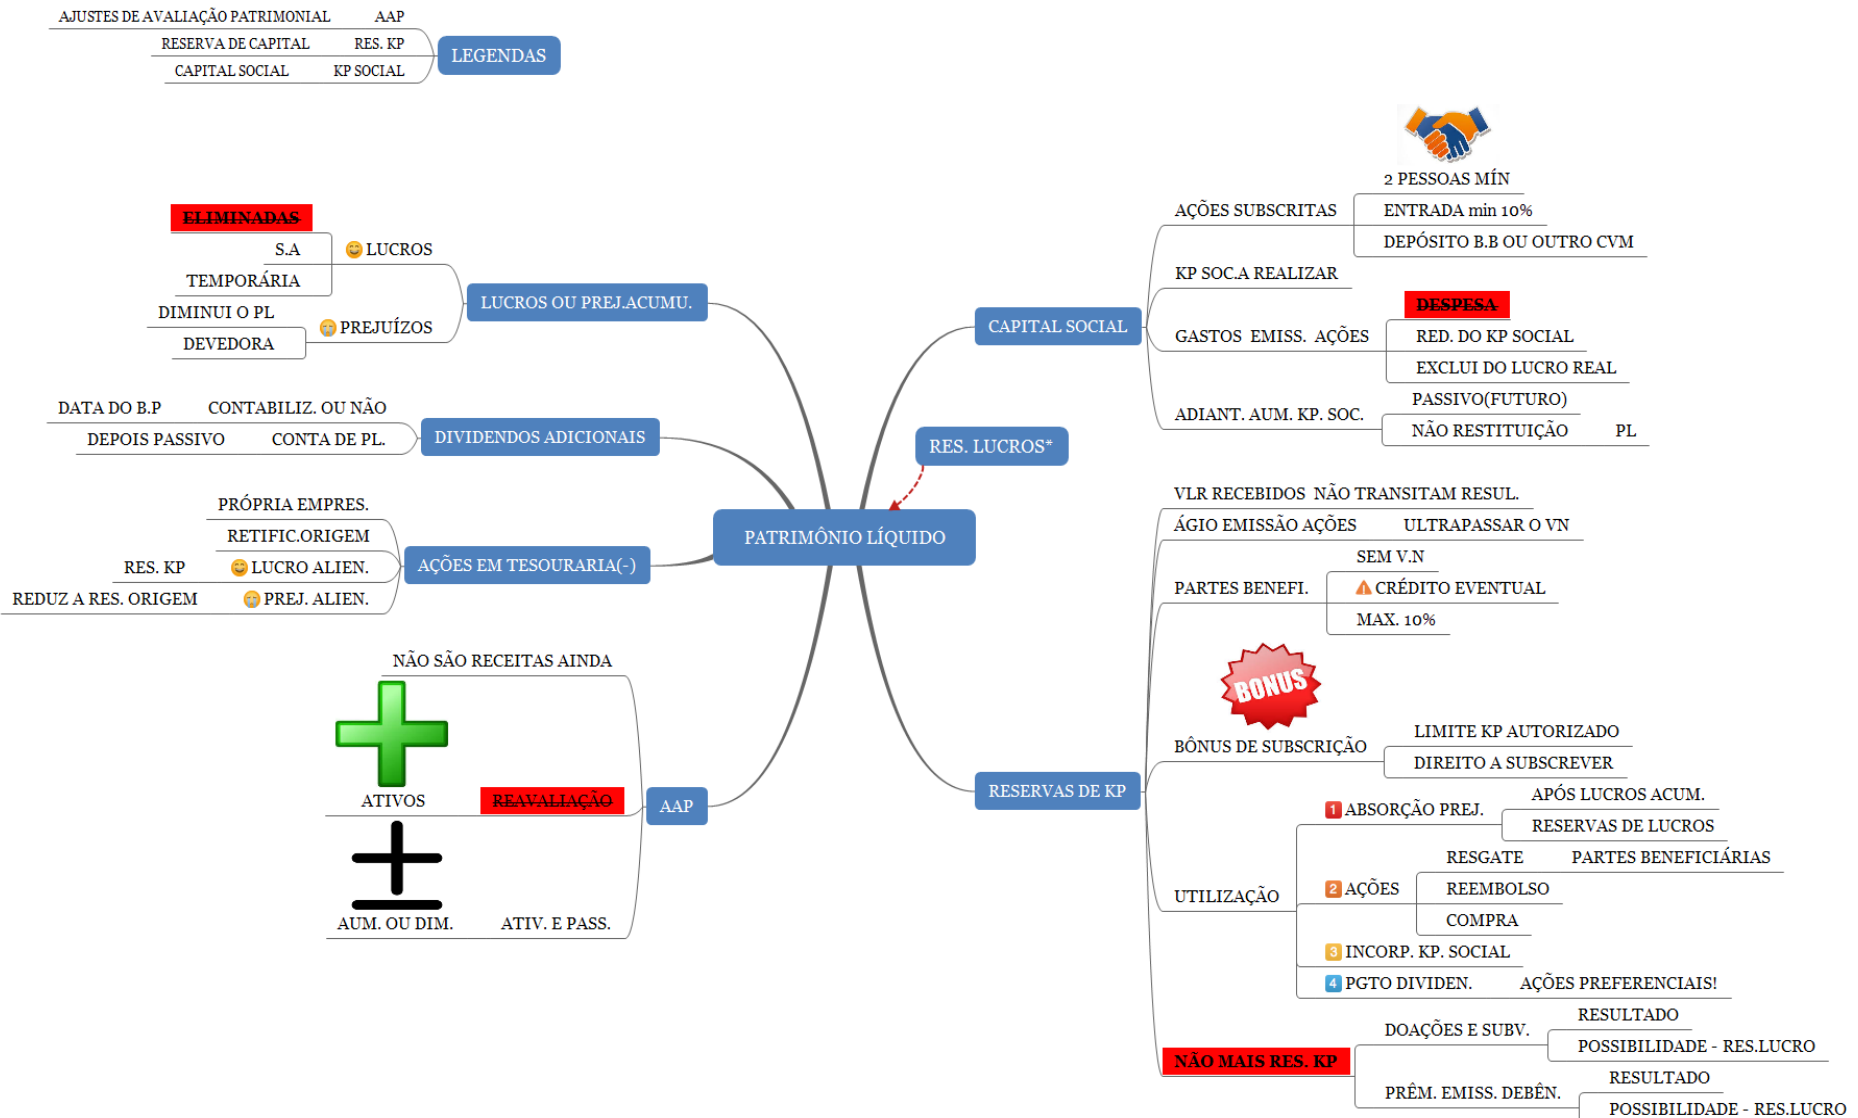 AJUSTES DE AVALIAÇÃO PATRIMONIAL AAP
RESERVA DE CAPITAL RES. KP
CAPITAL SOCIAL KP SOCIAL
LEGENDAS
ELIMINADAS
S.A
TEMPORÁRIA
LUCROS
DIMINUI O PL
DEVEDORA
PREJUÍZOS
LUCROS OU PREJ.ACUMU.
DATA DO B.P CONTABILIZ. OU NÃO
DEPOIS PASSIVO CONTA DE PL.
DIVIDENDOS ADICIONAIS
PRÓPRIA EMPRES.
RETIFIC.ORIGEM
RES. KP LUCRO ALIEN.
REDUZ A RES. ORIGEM PREJ. ALIEN.
AÇÕES EM TESOURARIA(-)
NÃO SÃO RECEITAS AINDA
ATIVOS REAVALIAÇÃO
AUM. OU DIM. ATIV. E PASS.
AAP
RES. LUCROS*
PATRIMÔNIO LÍQUIDO
CAPITAL SOCIAL
AÇÕES SUBSCRITAS
2 PESSOAS MÍN
ENTRADA min 10%
DEPÓSITO B.B OU OUTRO CVM
KP SOC.A REALIZAR
GASTOS EMISS. AÇÕES
DESPESA
RED. DO KP SOCIAL
EXCLUI DO LUCRO REAL
ADIANT. AUM. KP. SOC.
PASSIVO(FUTURO)
NÃO RESTITUIÇÃO PL
RESERVAS DE KP
VLR RECEBIDOS NÃO TRANSITAM RESUL.
ÁGIO EMISSÃO AÇÕES ULTRAPASSAR O VN
PARTES BENEFI.
SEM V.N
CRÉDITO EVENTUAL
MAX. 10%
BONUS
BÔNUS DE SUBSCRIÇÃO
LIMITE KP AUTORIZADO
DIREITO A SUBSCREVER
UTILIZAÇÃO
1 ABSORÇÃO PREJ.
APÓS LUCROS ACUM.
RESERVAS DE LUCROS
2 AÇÕES
RESGATE PARTES BENEFICIÁRIAS
REEMBOLSO
COMPRA
3 INCORP. KP. SOCIAL
4 PGTO DIVIDEN. AÇÕES PREFERENCIAIS!
NÃO MAIS RES. KP
DOAÇÕES E SUBV.
RESULTADO
POSSIBILIDADE - RES.LUCRO
PRÊM. EMISS. DEBÊN.
RESULTADO
POSSIBILIDADE - RES.LUCRO